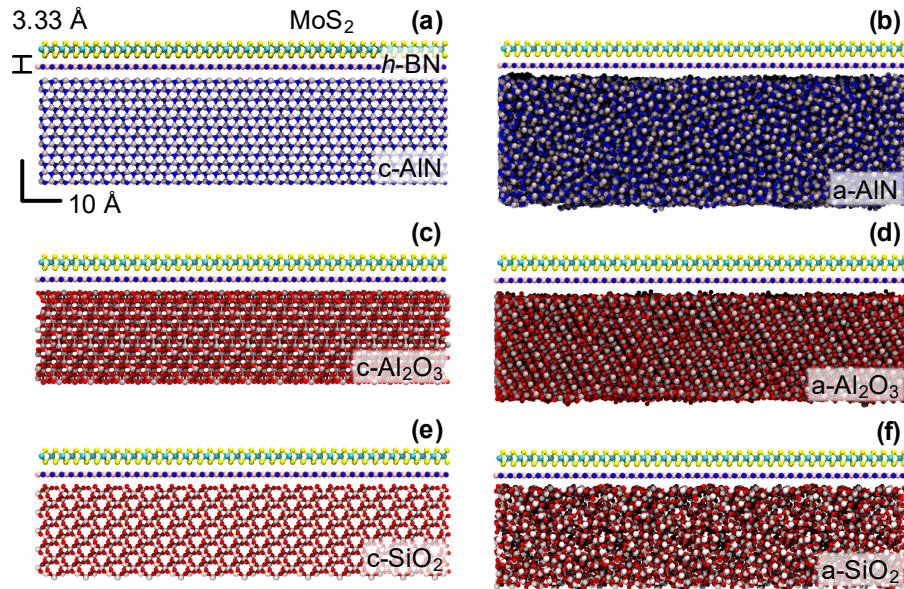 3.33 Å
MoS₂
(a)
h-BN
c-AlN
10 Å
(b)
a-AlN
(c)
c-Al₂O₃
(d)
a-Al₂O₃
(e)
c-SiO₂
(f)
a-SiO₂